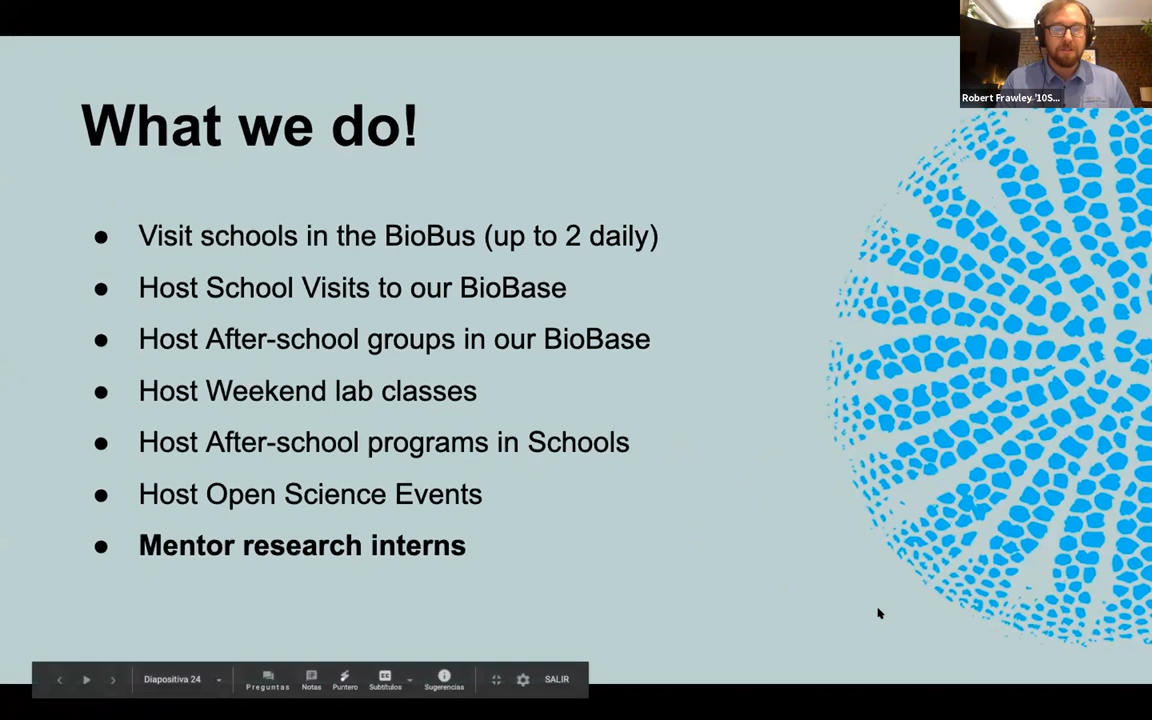 Robert Frawley '10S...
What we do!
● Visit schools in the BioBus (up to 2 daily)
● Host School Visits to our BioBase
● Host After-school groups in our BioBase
● Host Weekend lab classes
● Host After-school programs in Schools
● Host Open Science Events
● Mentor research interns
Diapositiva 24
Preguntas
Notas
Puntero
CC
Subtítulos
Sugerencias
SALIR